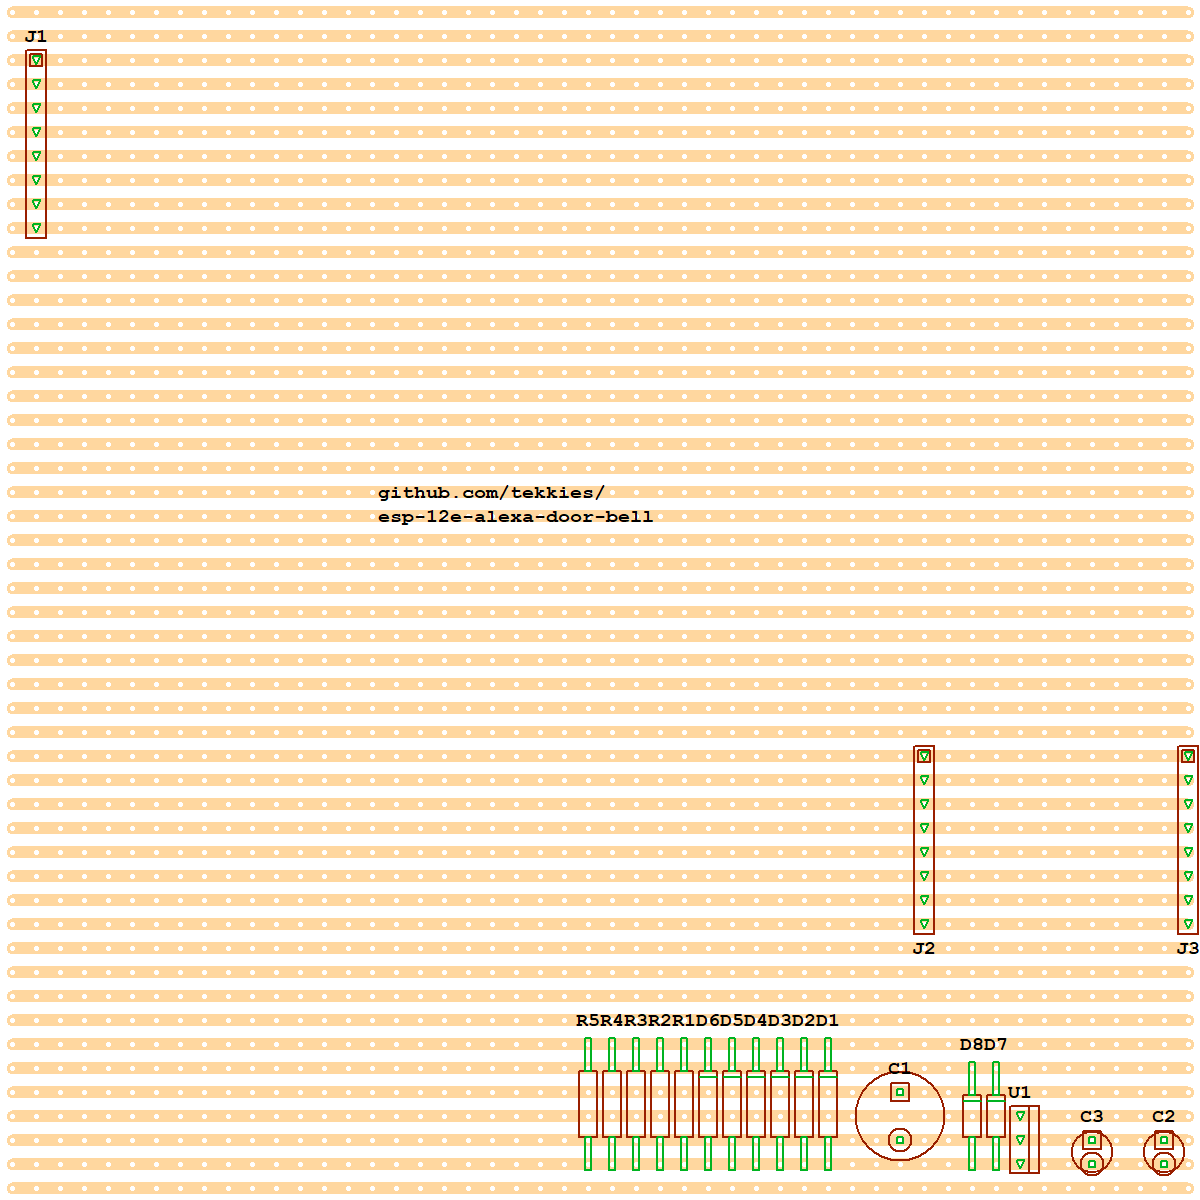 J1
github.com/tekkies/
esp-12e-alexa-door-bell
J2 J3
R5R4R3R2R1D6D5D4D3D2D1
D8D7
C1
U1
C3 C2